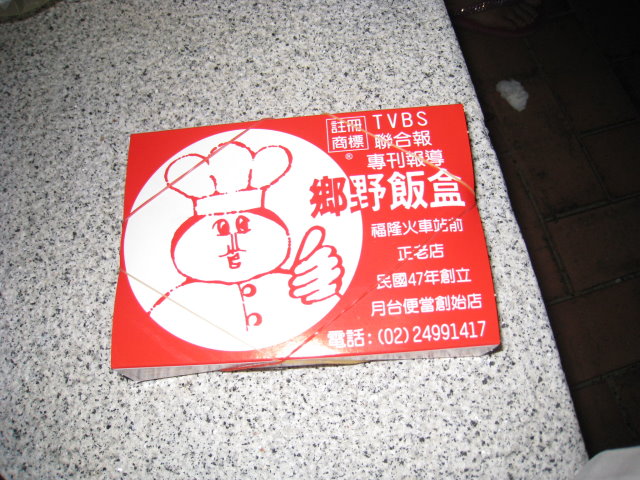 註冊商標® TVBS
聯合報
專刊報導
鄉野飯盒
福隆火車站前
正老店
民國47年創立
月台便當創始店
電話:(02)24991417